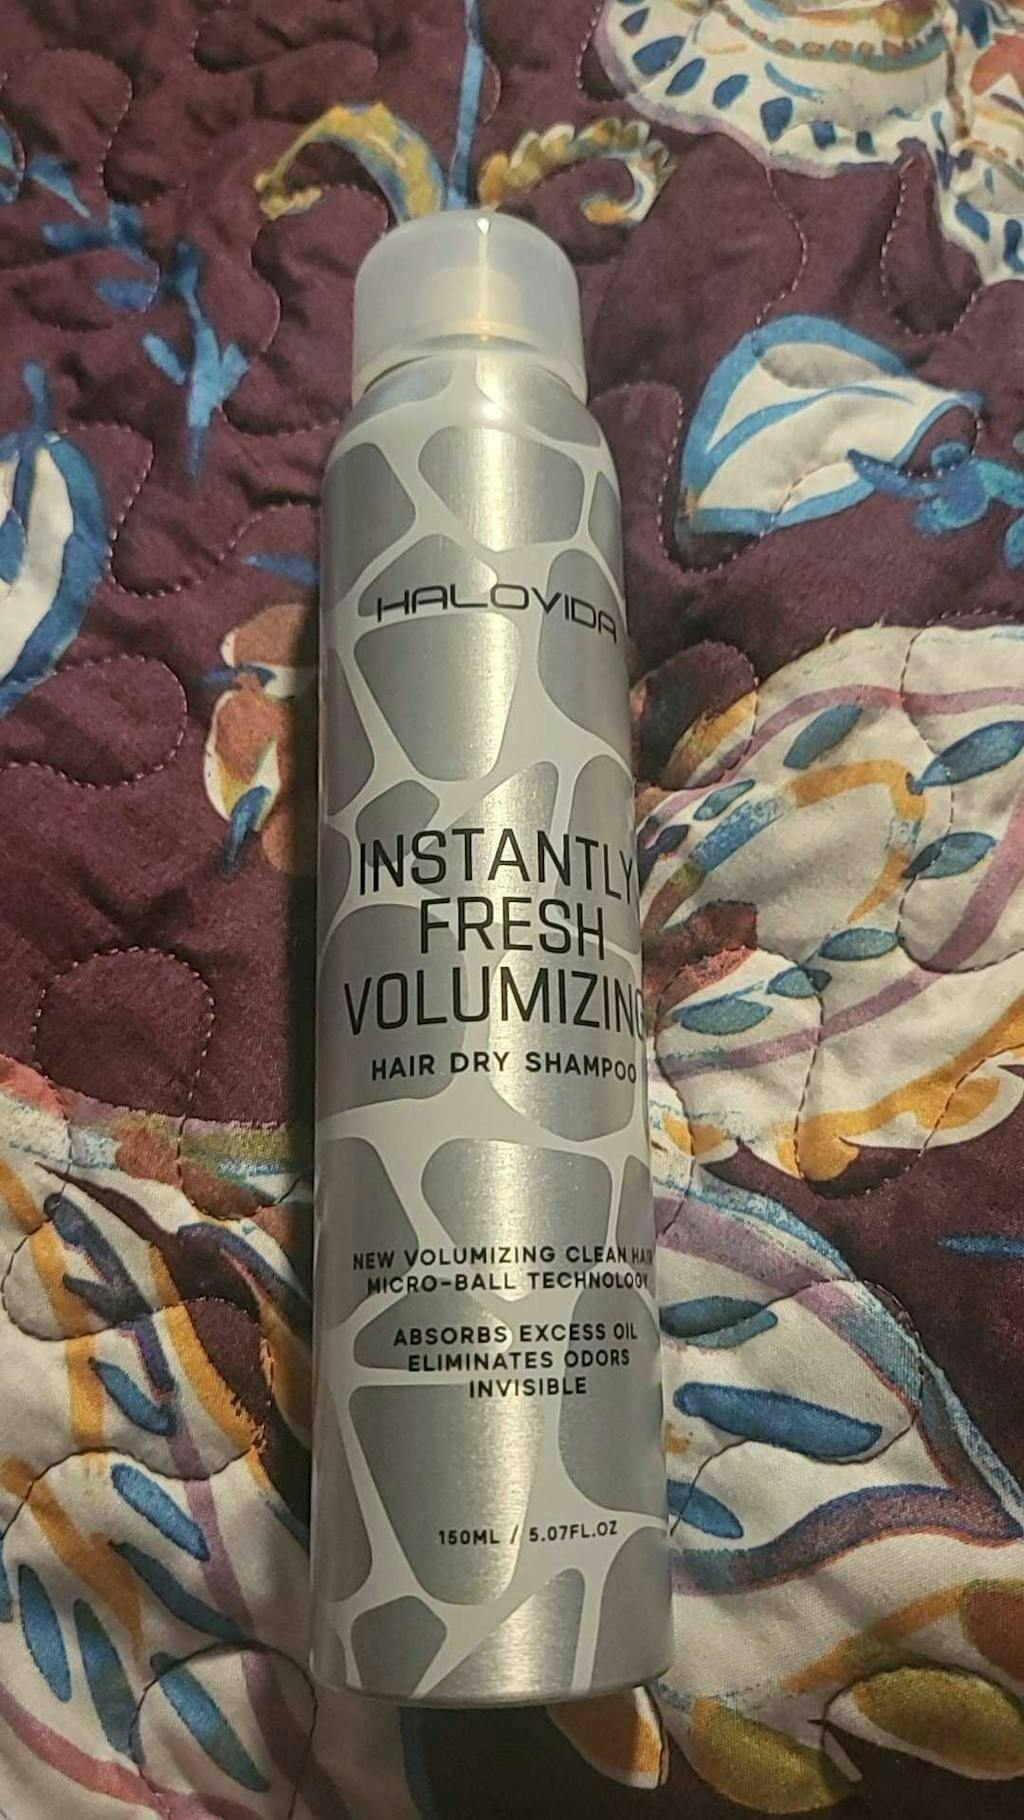 HALOVIDA
INSTANTLY
FRESH
VOLUMIZING
HAIR DRY SHAMPOO
NEW VOLUMIZING CLEAN HAIR
MICRO-BALL TECHNOLOGY
ABSORBS EXCESS OIL
ELIMINATES ODORS
INVISIBLE
150ML / 5.07FL.OZ